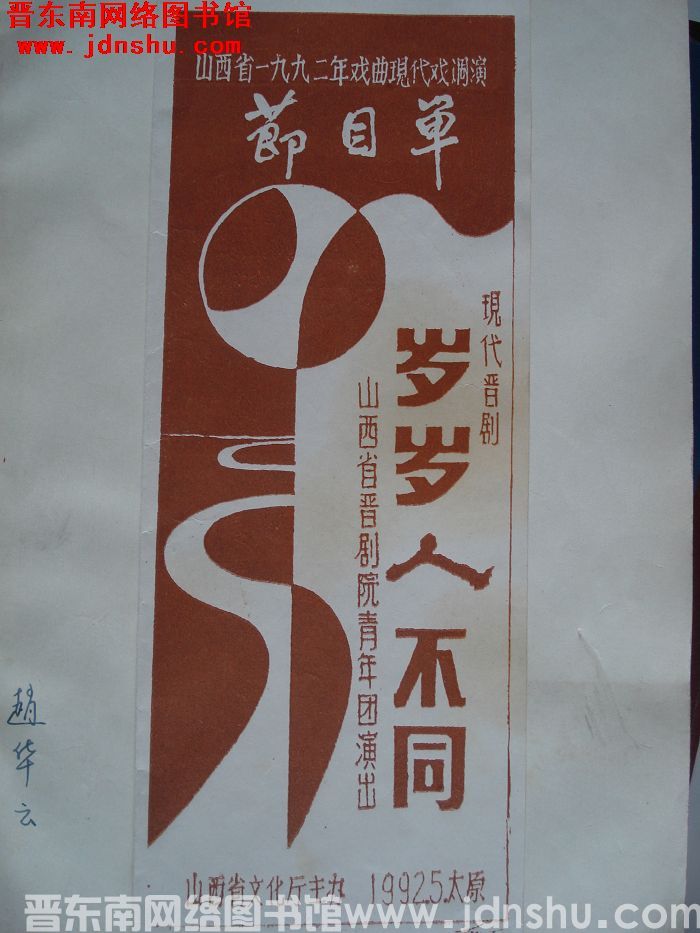 晋东南网络图书馆
www.jdnshu.com
山西省一九九二年戏曲現代戏调演
節目单
現代晋剧
岁岁人不同
山西省晋剧院青年团演出
趙华云
山西省文化厅主办 1992.5.太原
晋东南网络图书馆www.jdnshu.com